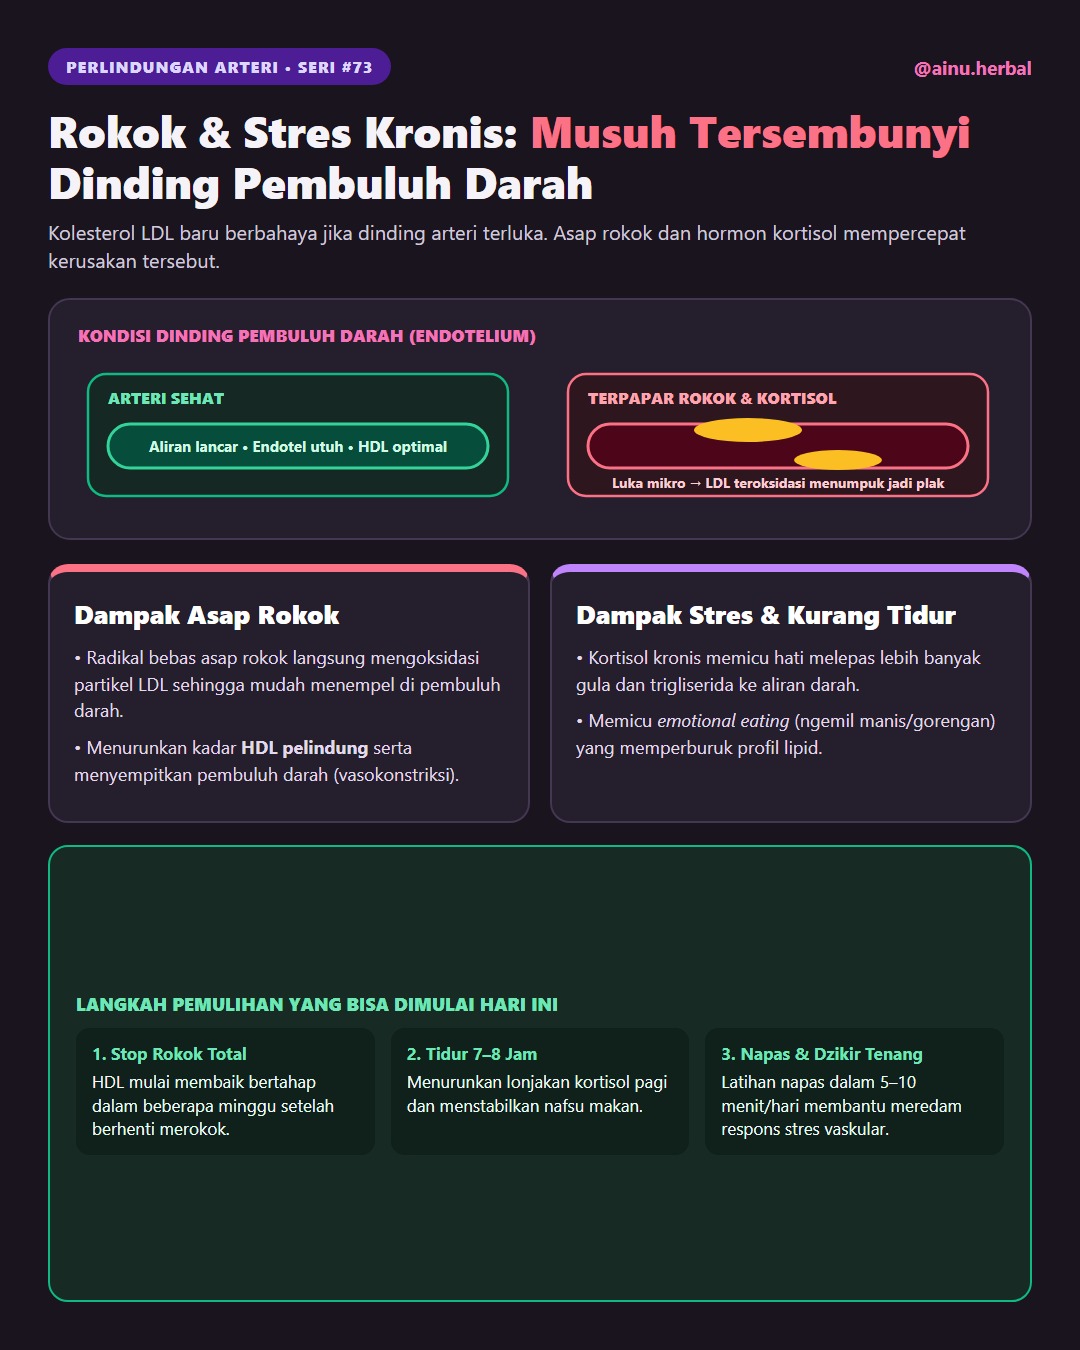 PERLINDUNGAN ARTERI • SERI #73
@ainu.herbal
Rokok & Stres Kronis: Musuh Tersembunyi
Dinding Pembuluh Darah
Kolesterol LDL baru berbahaya jika dinding arteri terluka. Asap rokok dan hormon kortisol mempercepat
kerusakan tersebut.
KONDISI DINDING PEMBULUH DARAH (ENDOTELIUM)
ARTERI SEHAT
Aliran lancar • Endotel utuh • HDL optimal
TERPAPAR ROKOK & KORTISOL
Luka mikro → LDL teroksidasi menumpuk jadi plak
Dampak Asap Rokok
• Radikal bebas asap rokok langsung mengoksidasi
partikel LDL sehingga mudah menempel di pembuluh
darah.
• Menurunkan kadar HDL pelindung serta
menyempitkan pembuluh darah (vasokonstriksi).
Dampak Stres & Kurang Tidur
• Kortisol kronis memicu hati melepas lebih banyak
gula dan trigliserida ke aliran darah.
• Memicu emotional eating (ngemil manis/gorengan)
yang memperburuk profil lipid.
LANGKAH PEMULIHAN YANG BISA DIMULAI HARI INI
1. Stop Rokok Total
HDL mulai membaik bertahap
dalam beberapa minggu setelah
berhenti merokok.
2. Tidur 7–8 Jam
Menurunkan lonjakan kortisol pagi
dan menstabilkan nafsu makan.
3. Napas & Dzikir Tenang
Latihan napas dalam 5–10
menit/hari membantu meredam
respons stres vaskular.